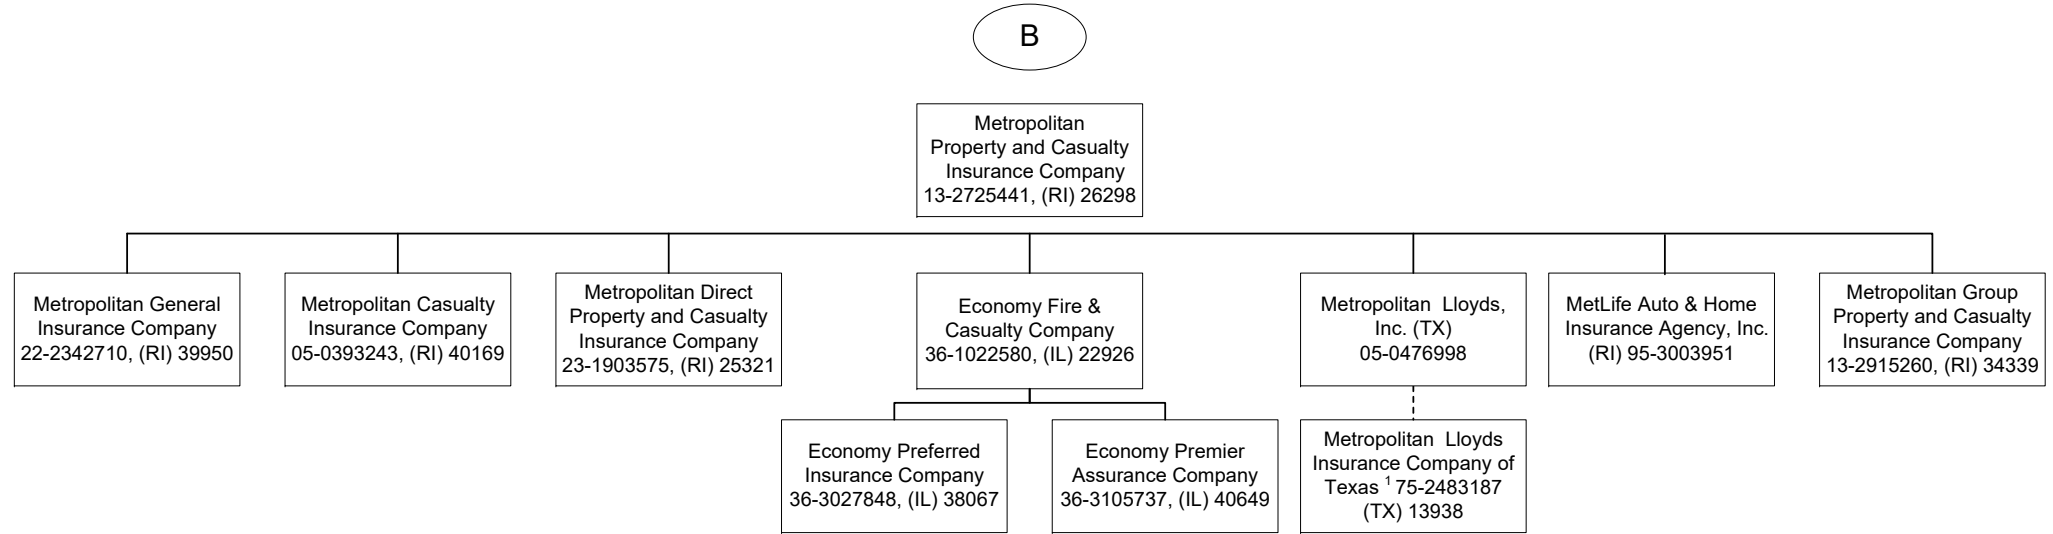 B
Metropolitan
Property and Casualty
Insurance Company
13-2725441, (RI) 26298
Metropolitan General
Insurance Company
22-2342710, (RI) 39950
Metropolitan Casualty
Insurance Company
05-0393243, (RI) 40169
Metropolitan Direct
Property and Casualty
Insurance Company
23-1903575, (RI) 25321
Economy Fire &
Casualty Company
36-1022580, (IL) 22926
Metropolitan Lloyds,
Inc. (TX)
05-0476998
MetLife Auto & Home
Insurance Agency, Inc.
(RI) 95-3003951
Metropolitan Group
Property and Casualty
Insurance Company
13-2915260, (RI) 34339
Economy Preferred
Insurance Company
36-3027848, (IL) 38067
Economy Premier
Assurance Company
36-3105737, (IL) 40649
Metropolitan Lloyds
Insurance Company of
Texas ¹ 75-2483187
(TX) 13938